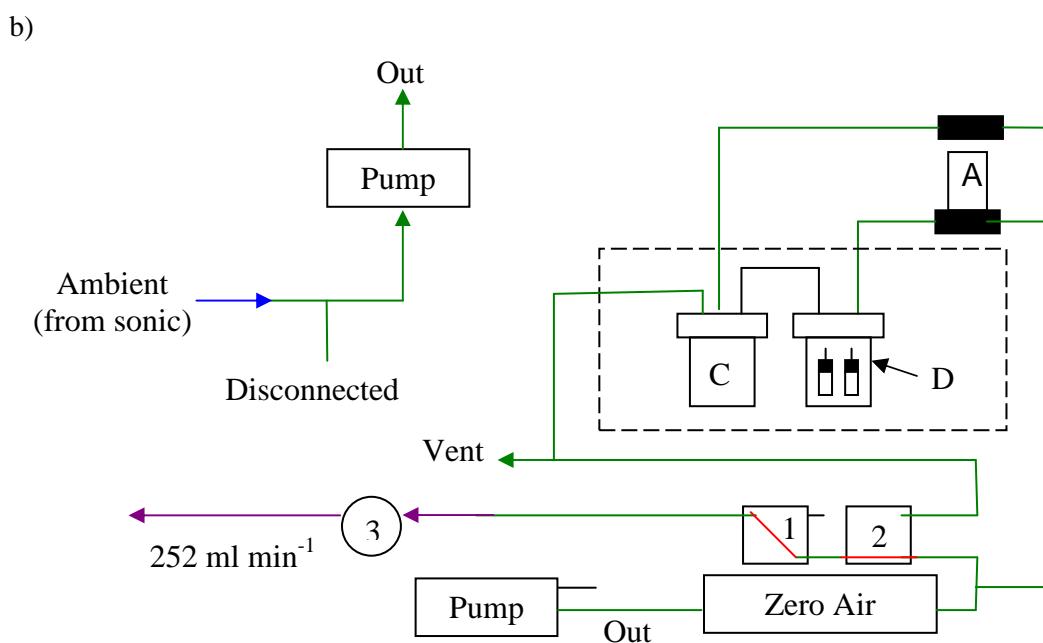 b)
Out
Pump
A
Ambient
(from sonic)
C
D
Disconnected
Vent
1
2
3
252 ml min⁻¹
Pump
Zero Air
Out